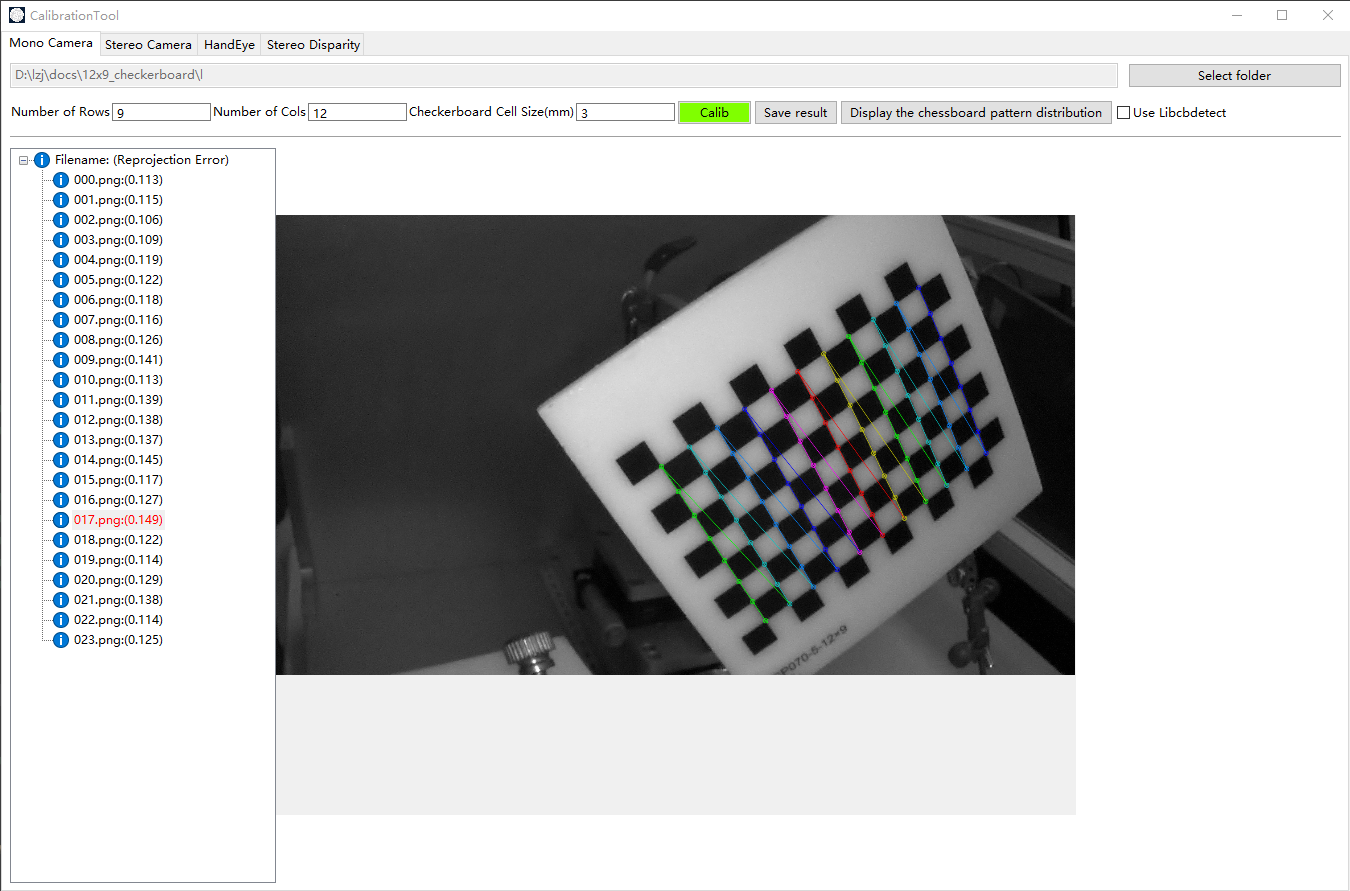 CalibrationTool
Mono Camera Stereo Camera HandEye Stereo Disparity
D:\lzj\docs\12x9_checkerboard\l Select folder
Number of Rows 9 Number of Cols 12 Checkerboard Cell Size(mm) 3 Calib Save result Display the chessboard pattern distribution Use Libcbdetect
Filename: (Reprojection Error)
000.png:(0.113)
001.png:(0.115)
002.png:(0.106)
003.png:(0.109)
004.png:(0.119)
005.png:(0.122)
006.png:(0.118)
007.png:(0.116)
008.png:(0.126)
009.png:(0.141)
010.png:(0.113)
011.png:(0.139)
012.png:(0.138)
013.png:(0.137)
014.png:(0.145)
015.png:(0.117)
016.png:(0.127)
017.png:(0.149)
018.png:(0.122)
019.png:(0.114)
020.png:(0.129)
021.png:(0.138)
022.png:(0.114)
023.png:(0.125)
P070-5-12×9